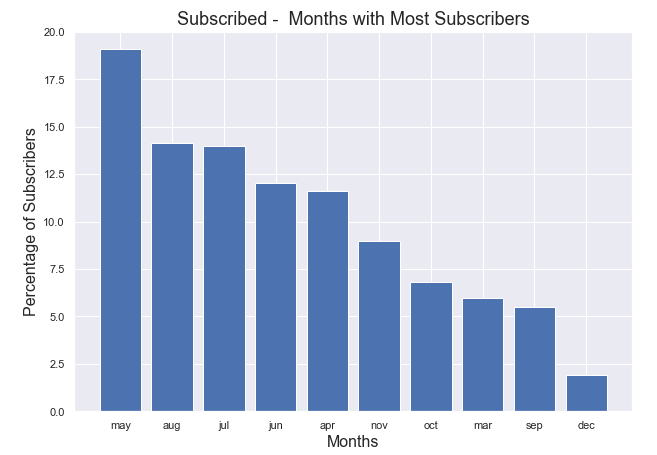 Subscribed -  Months with Most Subscribers
20.0
17.5
15.0
12.5
10.0
7.5
5.0
2.5
0.0
Percentage of Subscribers
may aug jul jun apr nov oct mar sep dec
Months